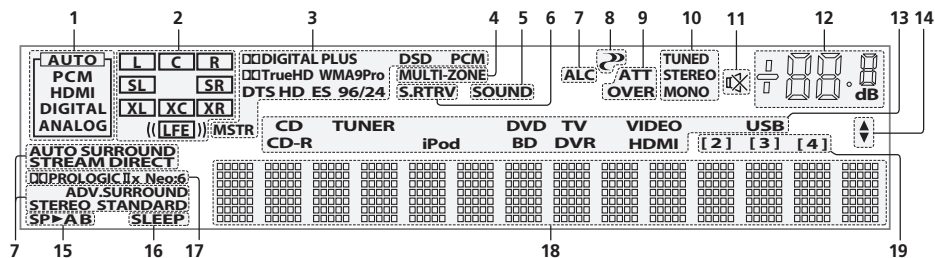 1 2 3 4 5 6 7 8 9 10 11 12 13 14
AUTO L C R DIGITAL PLUS DSD PCM TUNED
PCM TrueHD WMA9Pro MULTI-ZONE ALC ATT STEREO
HDMI SL SR DTS HD ES 96/24 S.RTRV SOUND OVER MONO dB
DIGITAL XL XC XR
ANALOG ((LFE)) MSTR CD TUNER DVD TV VIDEO USB
CD-R iPod BD DVR HDMI [2] [3] [4]
AUTO SURROUND
STREAM DIRECT
PROLOGIC IIx Neo:6
ADV.SURROUND
STEREO STANDARD
SP►AB SLEEP
7 15 16 17 18 19